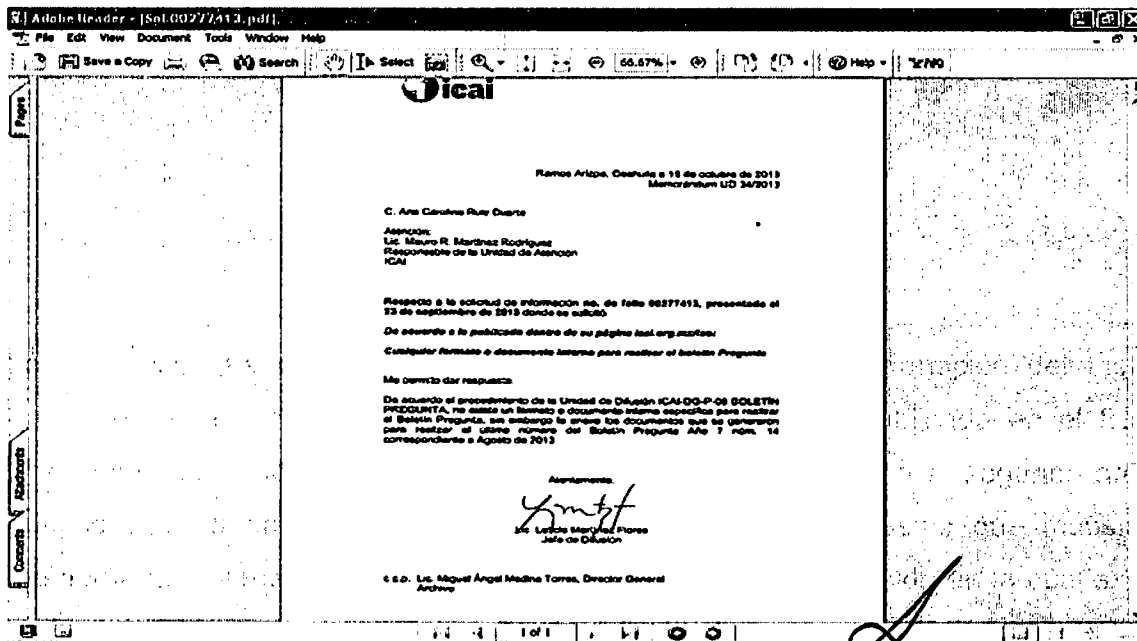 Adobe Reader - [Sol.00277413.pdf]
File Edit View Document Tools Window Help
Save a Copy Search Select 66.67% Help
Pages
icai
Ramos Arizpe, Coahuila a 15 de octubre de 2013
Memorándum UD 34/2013
C. Ana Carolina Ruiz Duarte
Atención:
Lic. Mauro R. Martínez Rodríguez
Responsable de la Unidad de Atención
ICAI
Respecto a la solicitud de información no. de folio 00277413, presentada el
23 de septiembre de 2013 donde se solicitó
De acuerdo a lo publicado dentro de su página icai.org.mx/tsa:
Cualquier formato o documento interno para realizar el boletín Pregunta
Me permito dar respuesta
De acuerdo al procedimiento de la Unidad de Difusión ICAI-DG-P-08 BOLETÍN
PREGUNTA, no existe un formato o documento interno específico para realizar
el Boletín Pregunta, sin embargo le anexo los documentos que se generaron
para realizar el último número del Boletín Pregunta Año 7 núm. 14
correspondiente a Agosto de 2013
Atentamente,
Lic. Leticia Martínez Flores
Jefe de Difusión
c.c.p. Lic. Miguel Ángel Medina Torres, Director General
Archivo
Attachments
Comments
1 of 1